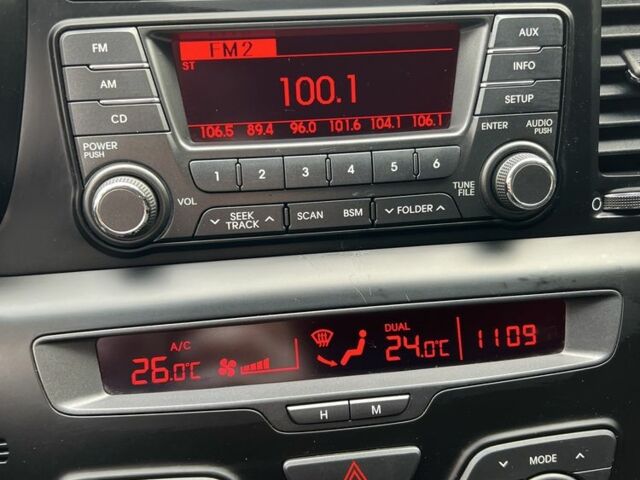 FM
AM
CD
POWER
PUSH
VOL
FM2
ST
100.1
106.5 89.4 96.0 101.6 104.1 106.1
1 2 3 4 5 6
SEEK
TRACK
SCAN
BSM
FOLDER
AUX
INFO
SETUP
ENTER
AUDIO
PUSH
TUNE
FILE
0
A/C
26.0°C
DUAL
24.0°C
1109
H
M
MODE